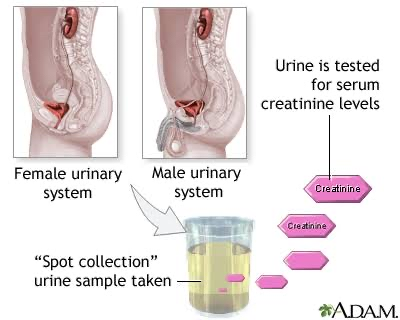 Urine is tested
for serum
creatinine levels
Female urinary
system
Male urinary
system
Creatinine
Creatinine
“Spot collection”
urine sample taken
ADAM.